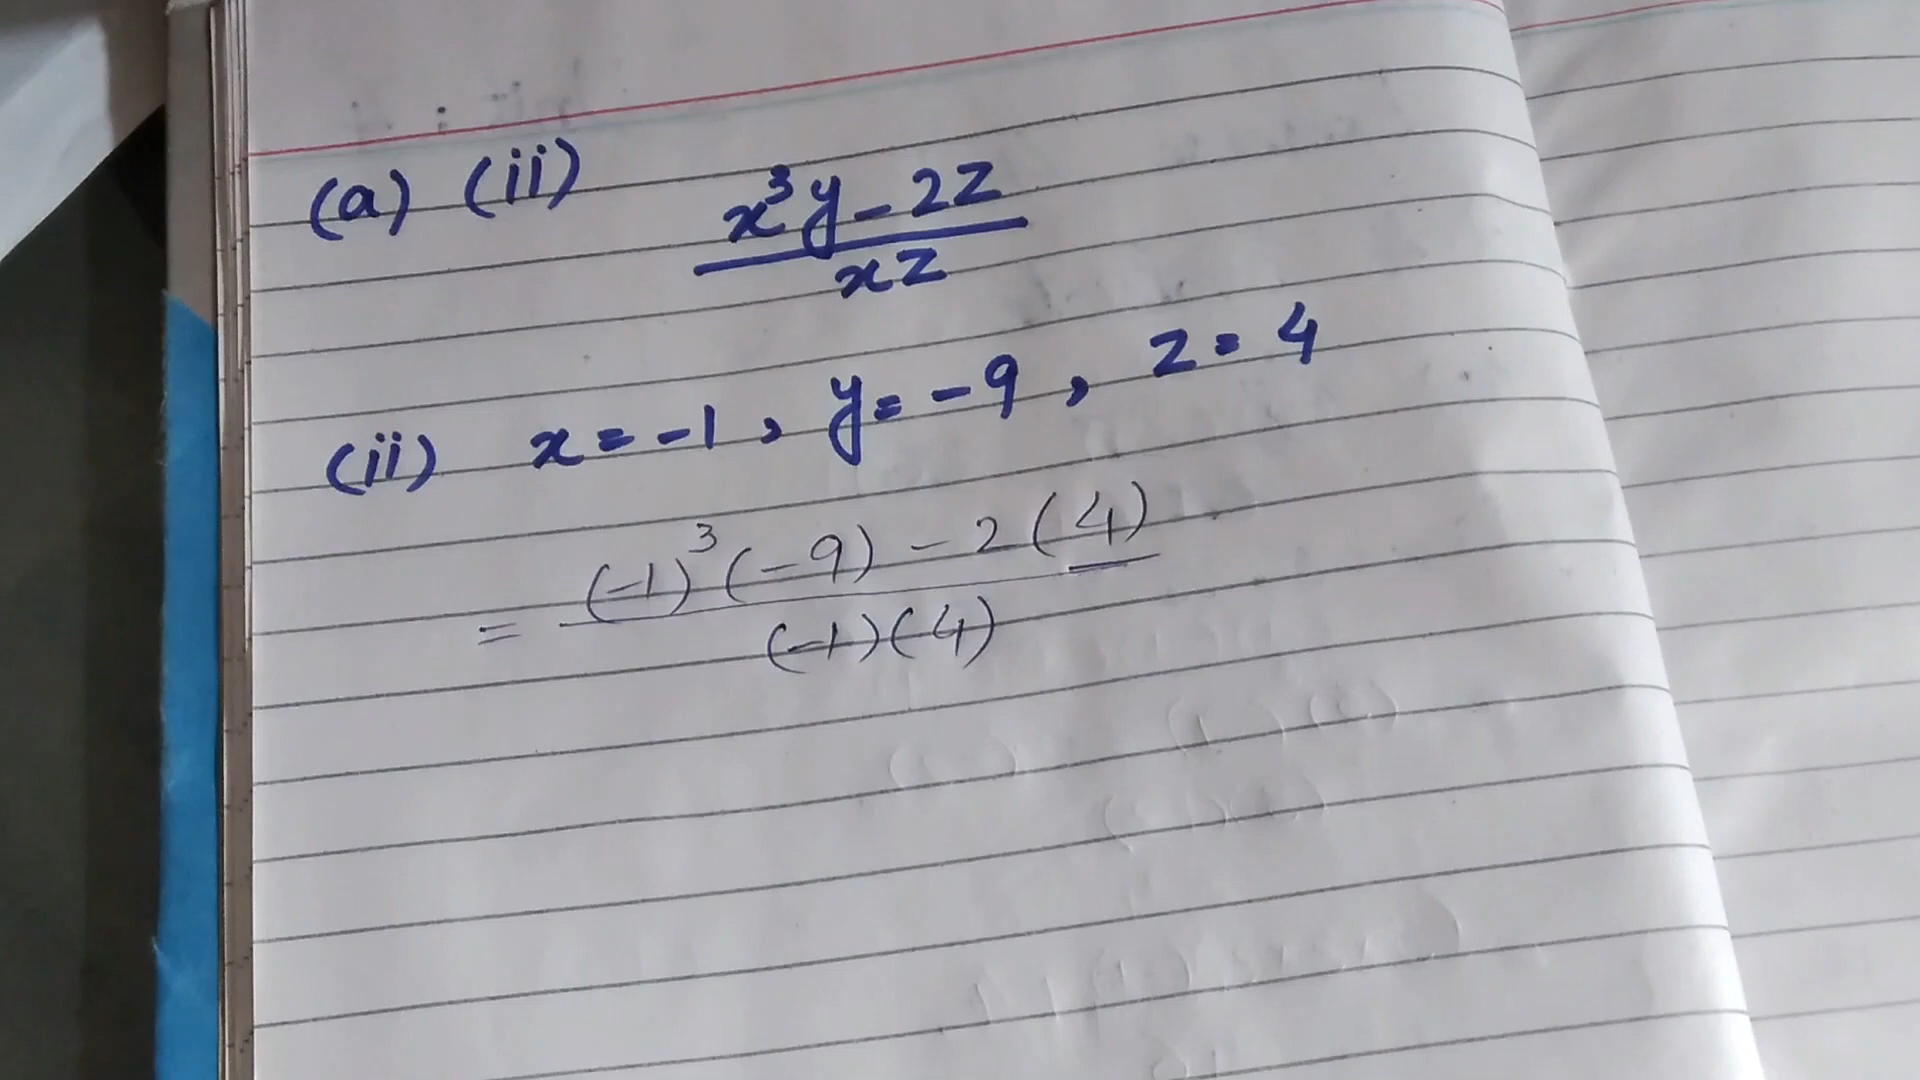 (a) (ii) x³y - 2z
xz
(ii) x = -1, y = -9, z = 4
= (-1)³(-9) - 2(4)
(-1)(4)